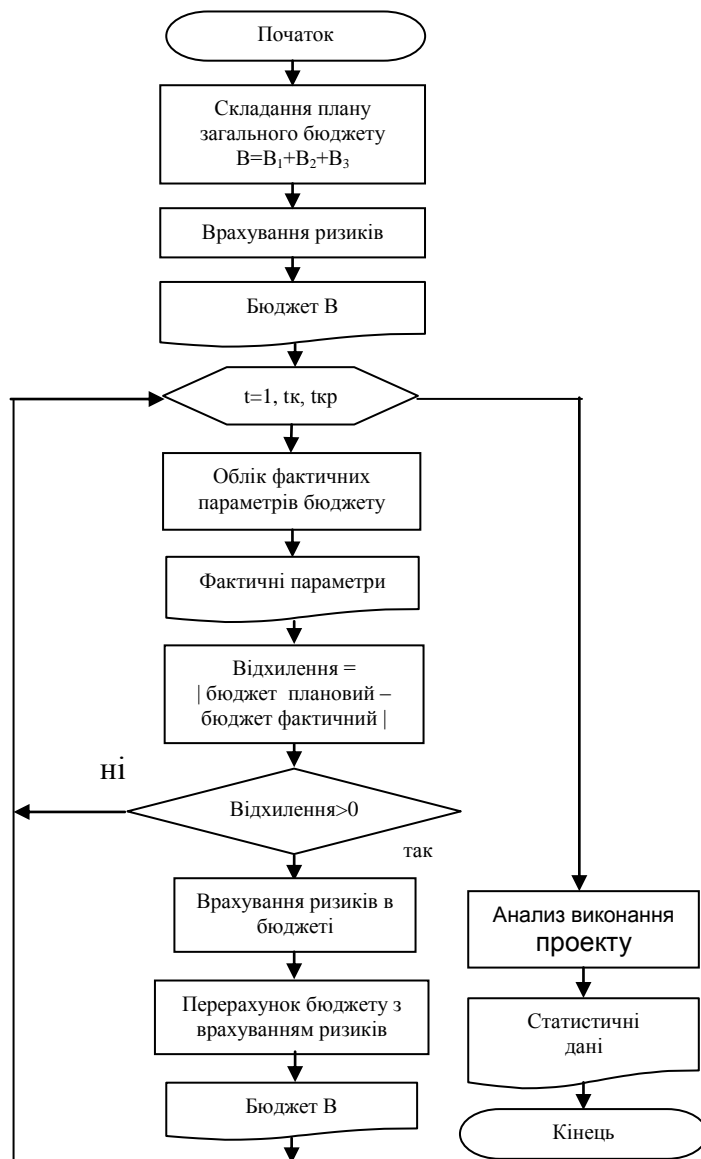 Початок
Складання плану
загального бюджету
B=B₁+B₂+B₃
Врахування ризиків
Бюджет В
t=1, tк, tкр
Облік фактичних
параметрів бюджету
Фактичні параметри
Відхилення =
| бюджет плановий –
бюджет фактичний |
ні
Відхилення>0
так
Врахування ризиків в
бюджеті
Перерахунок бюджету з
врахуванням ризиків
Бюджет В
Анализ виконання
проекту
Статистичні
дані
Кінець